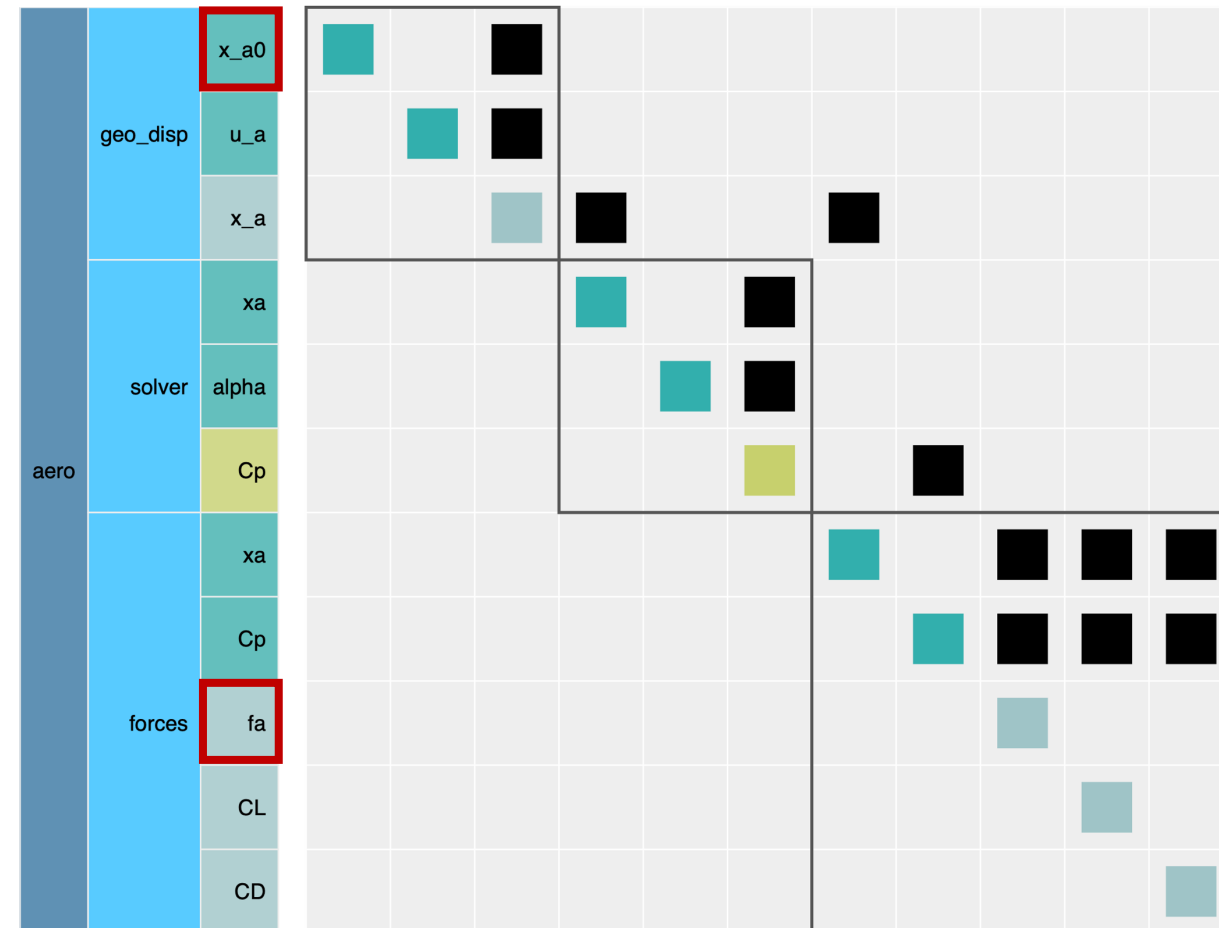 aero
geo_disp
x_a0
u_a
x_a
solver
xa
alpha
Cp
forces
xa
Cp
fa
CL
CD